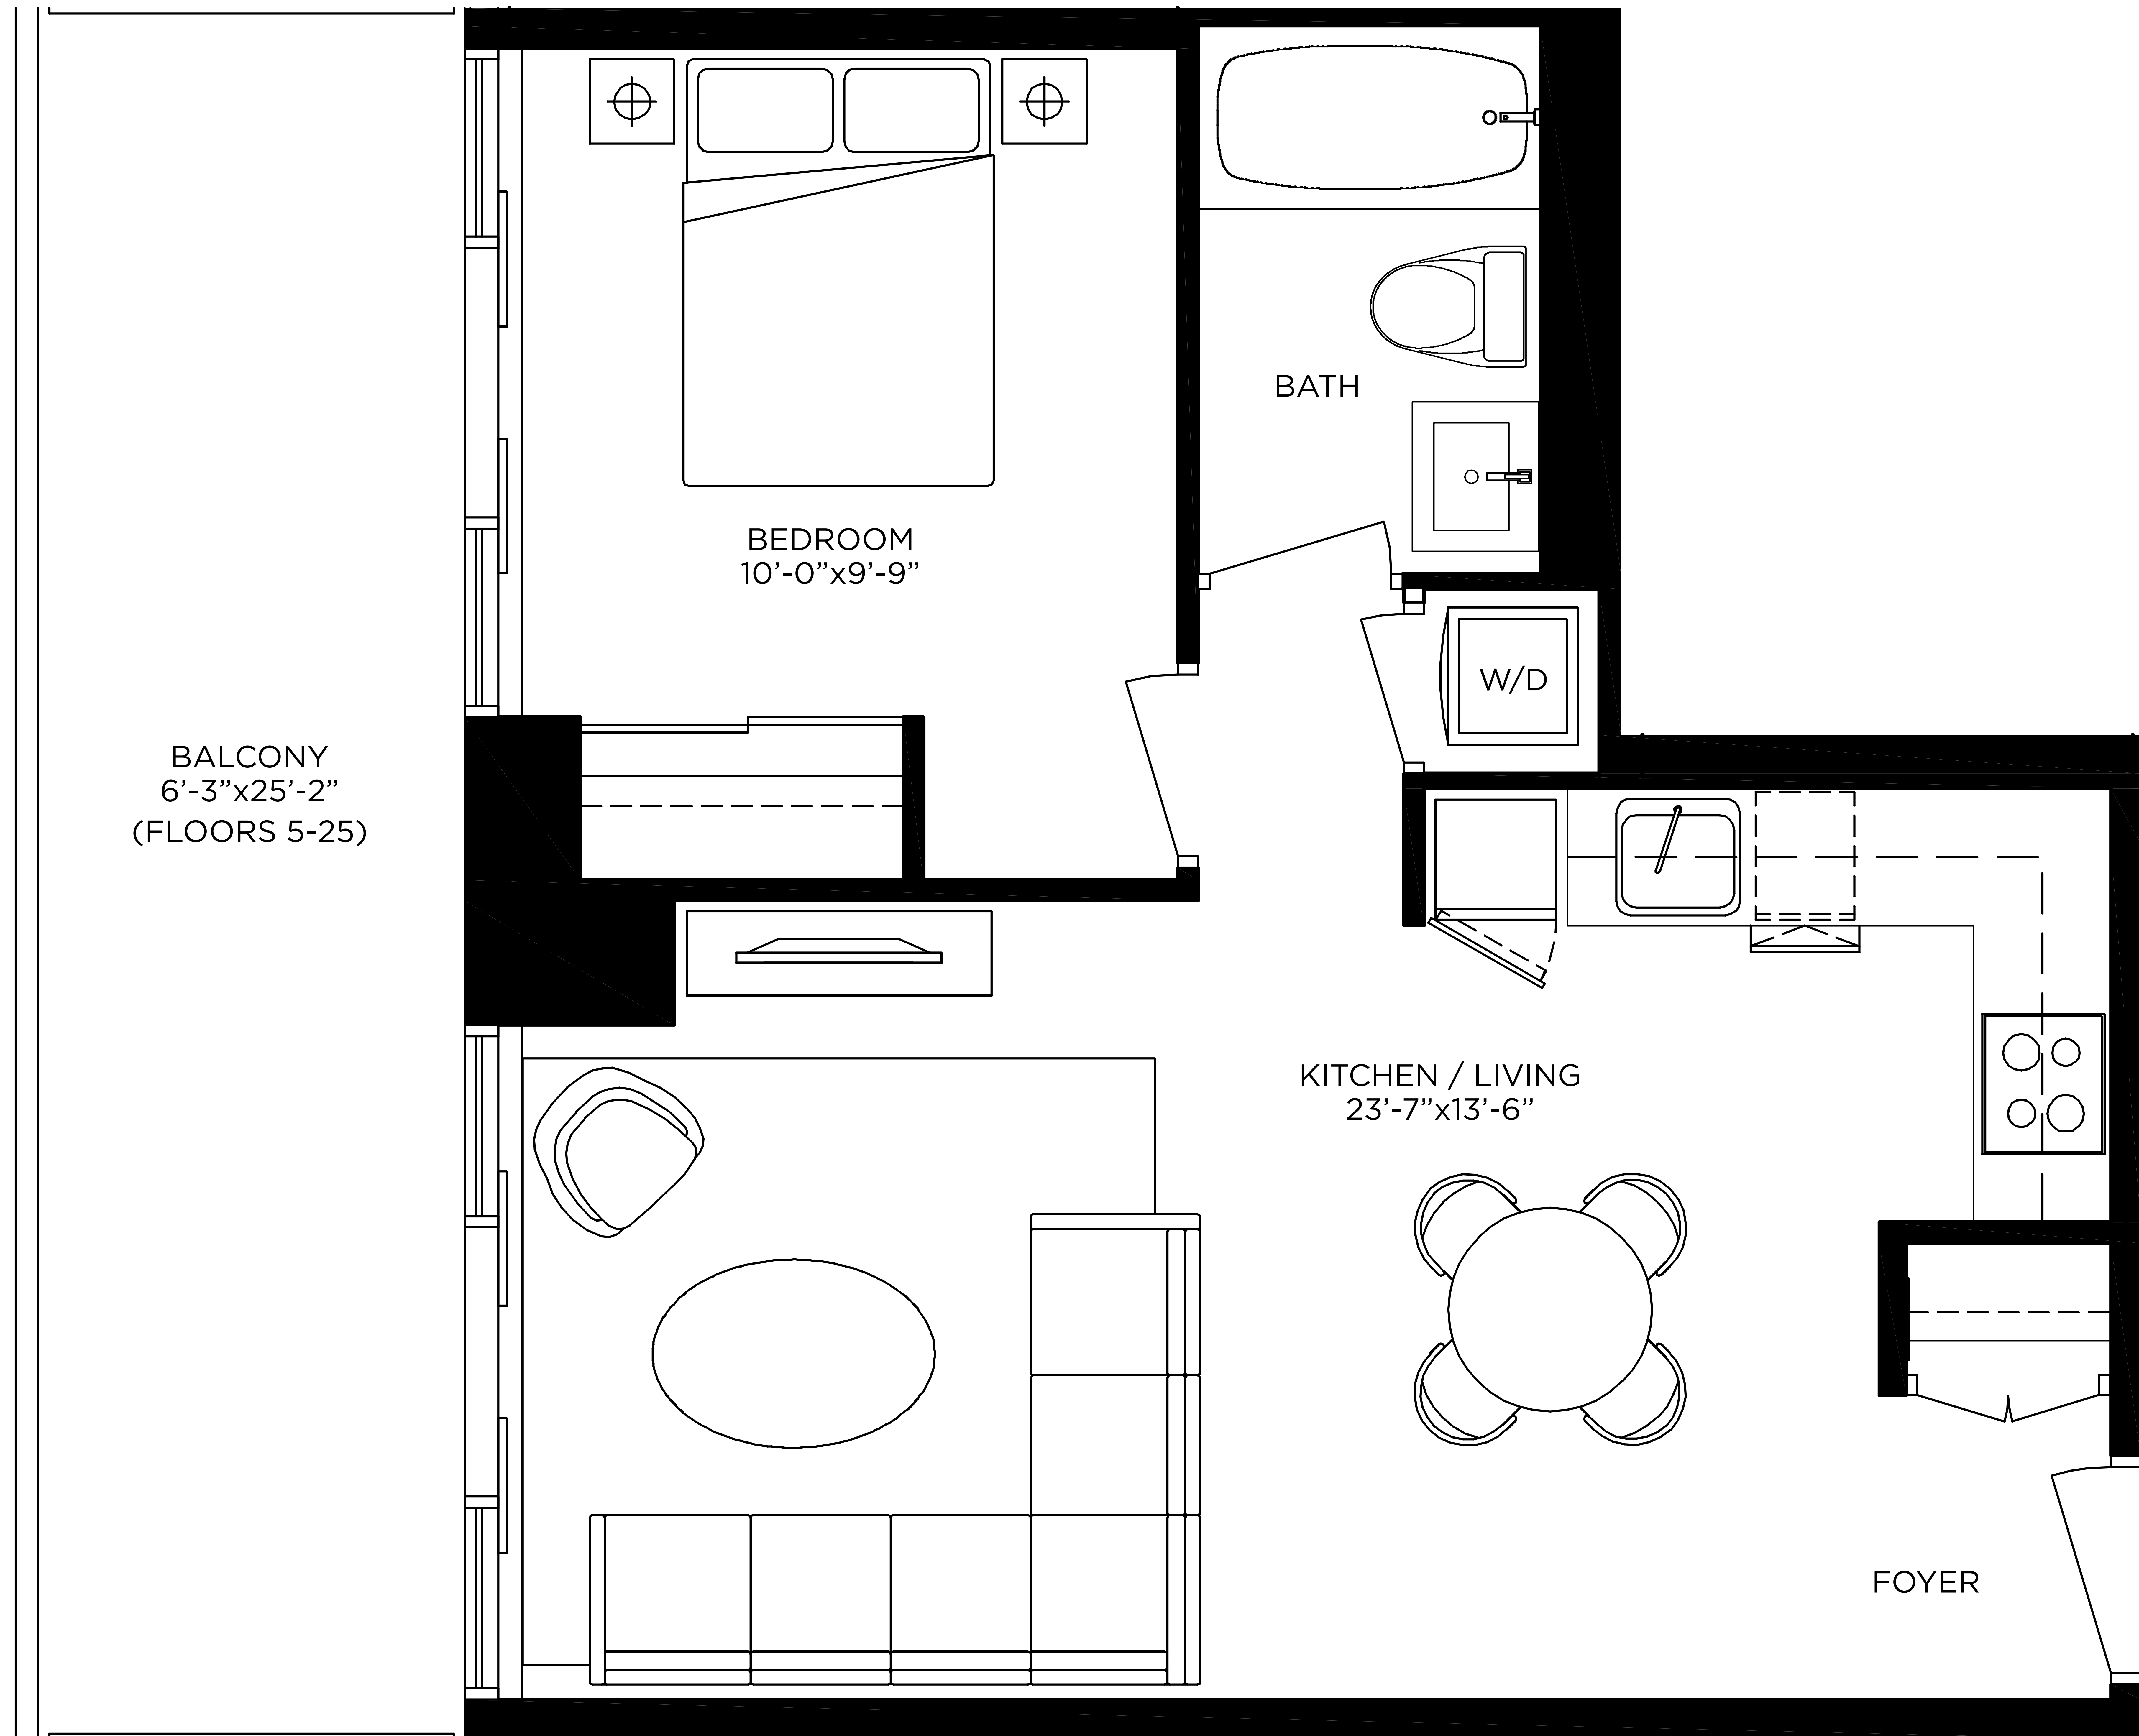 BATH
BEDROOM
10’-0”x9’-9”
W/D
BALCONY
6’-3”x25’-2”
(FLOORS 5-25)
KITCHEN / LIVING
23’-7”x13’-6”
FOYER